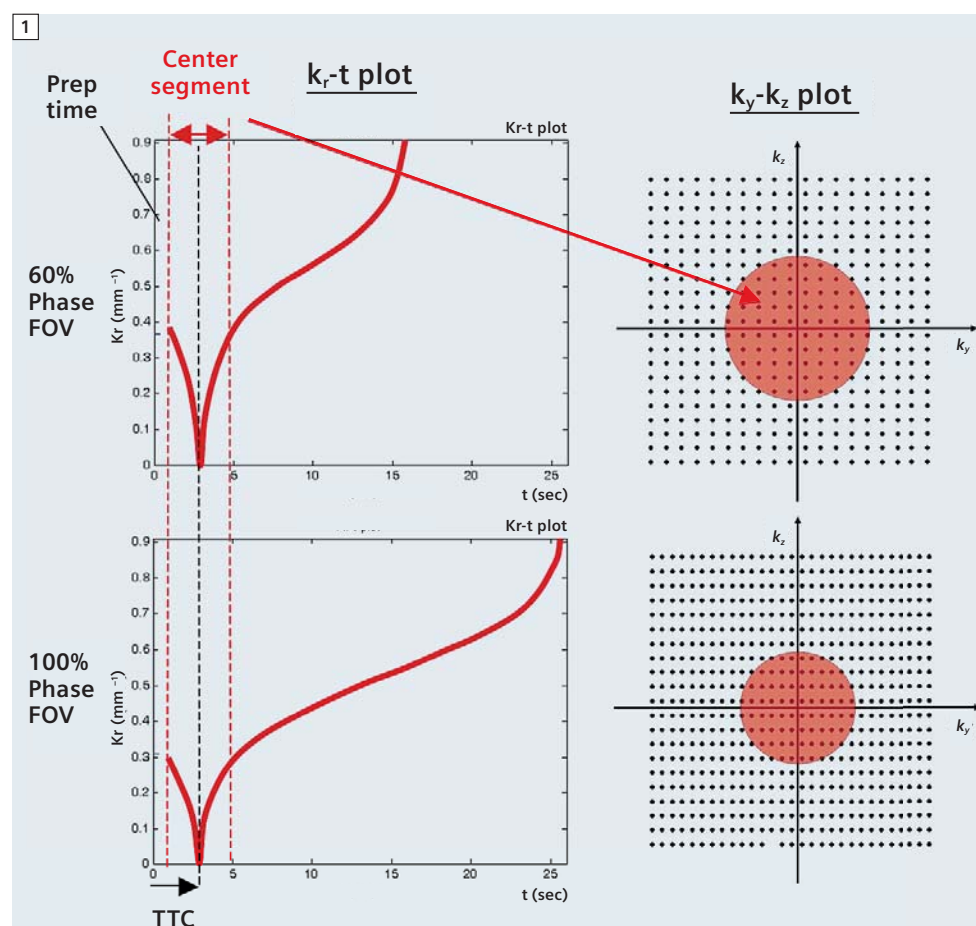 1
Prep
time
Center
segment
kr-t plot
ky-kz plot
60%
Phase
FOV
Kr-t plot
Kr (mm⁻¹)
0.9
0.8
0.7
0.6
0.5
0.4
0.3
0.2
0.1
0
0 5 10 15 20 25
t (sec)
kz
ky
100%
Phase
FOV
Kr-t plot
Kr (mm⁻¹)
0.9
0.8
0.7
0.6
0.5
0.4
0.3
0.2
0.1
0
0 5 10 15 20 25
t (sec)
TTC
kz
ky